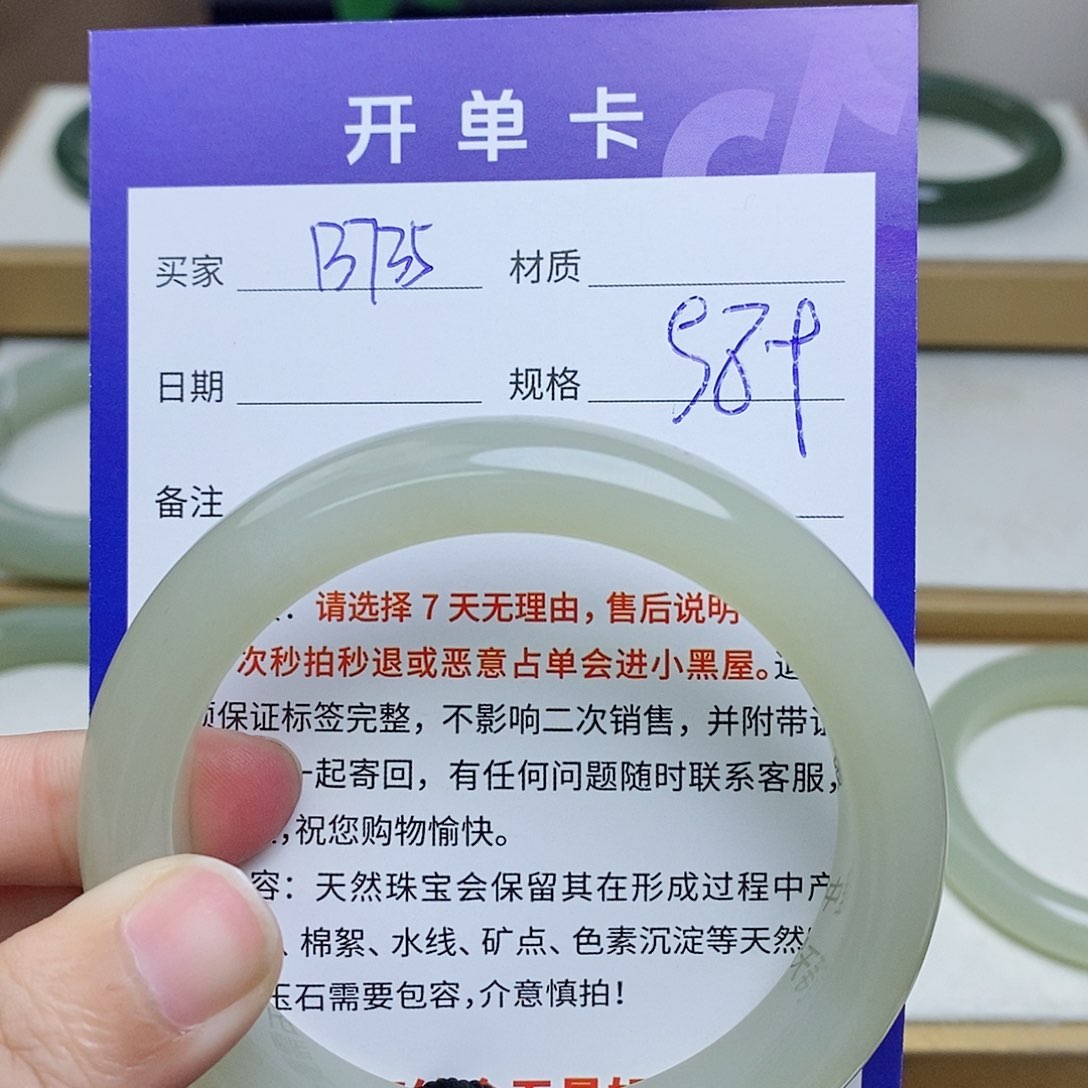 开单卡
买家 B735 材质
日期 规格 58+
备注
：请选择7天无理由，售后说明
次秒拍秒退或恶意占单会进小黑屋。
保证标签完整，不影响二次销售，并附带证
一起寄回，有任何问题随时联系客服，
，祝您购物愉快。
容：天然珠宝会保留其在形成过程中产
、棉絮、水线、矿点、色素沉淀等天然
玉石需要包容，介意慎拍！